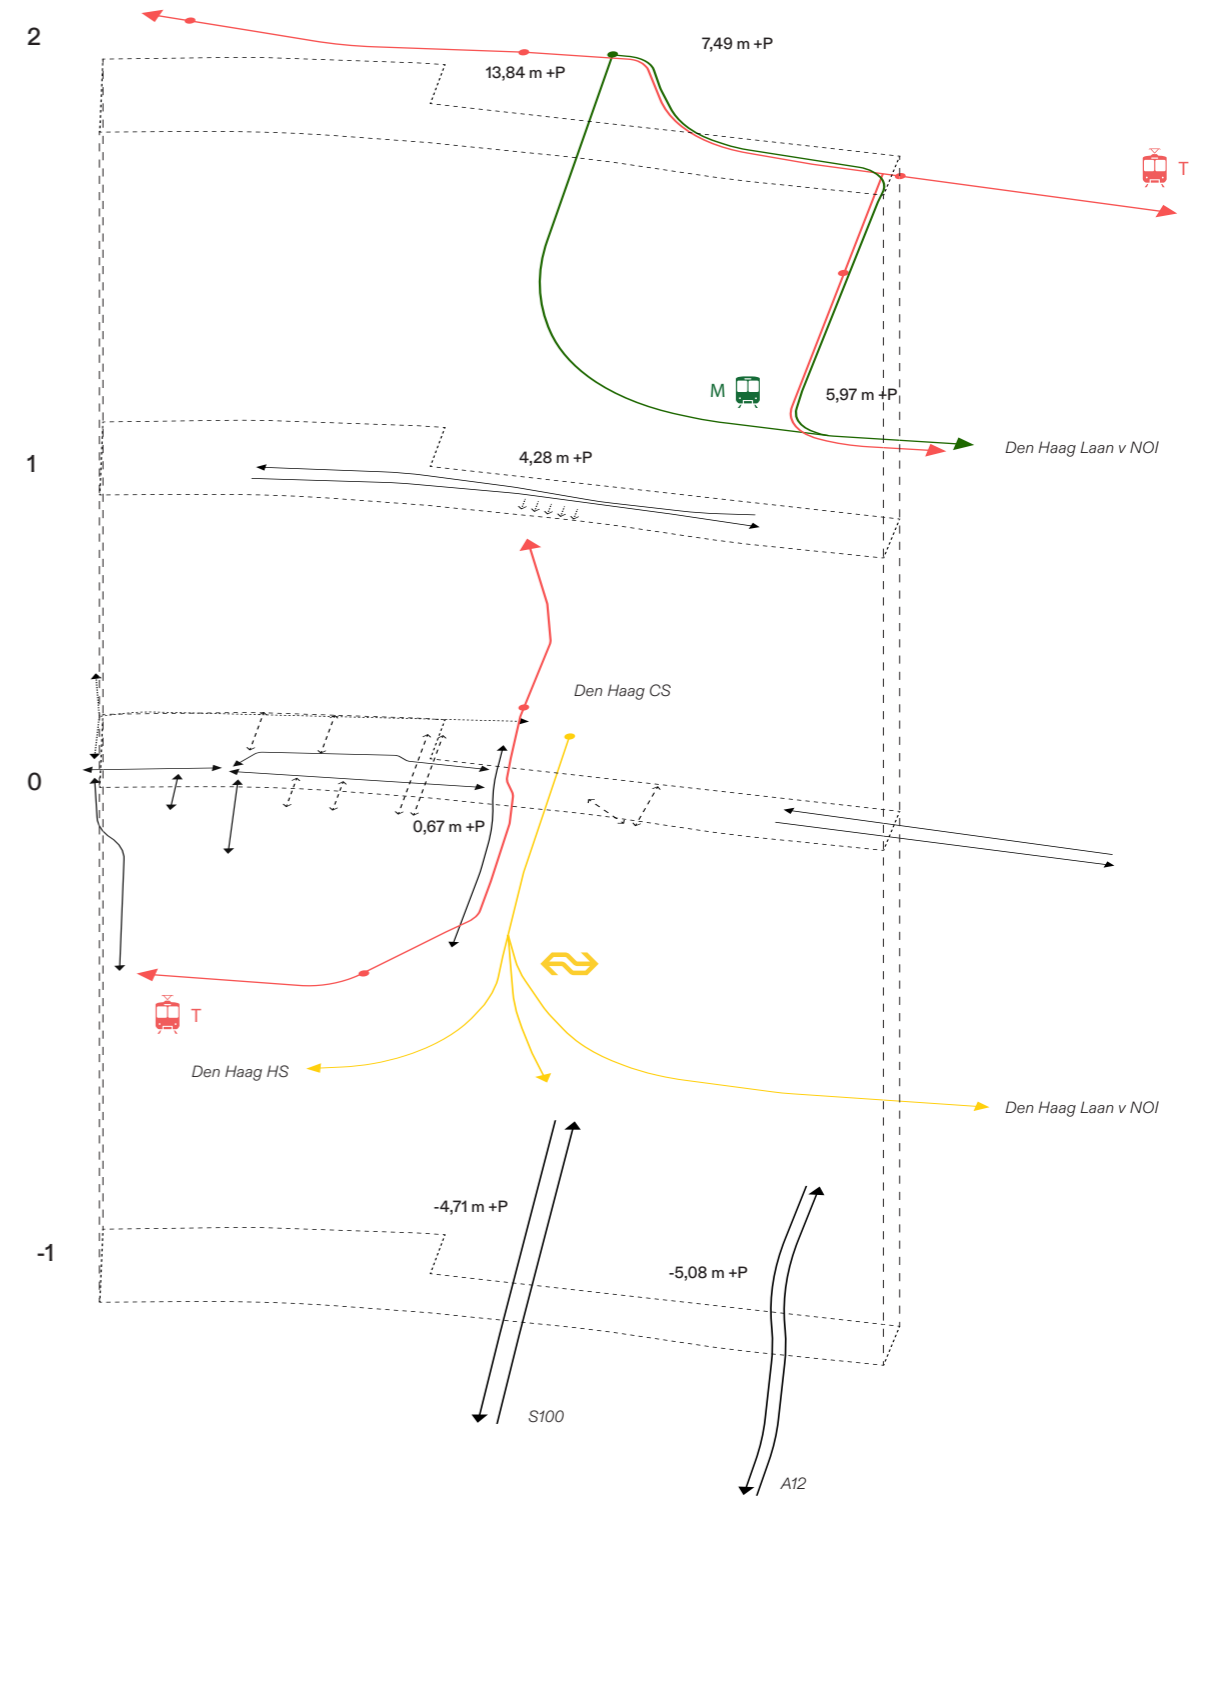 2
7,49 m +P
13,84 m +P
T
M
5,97 m +P
Den Haag Laan v NOI
1
4,28 m +P
Den Haag CS
0
0,67 m +P
T
Den Haag HS
Den Haag Laan v NOI
-4,71 m +P
-1
-5,08 m +P
S100
A12